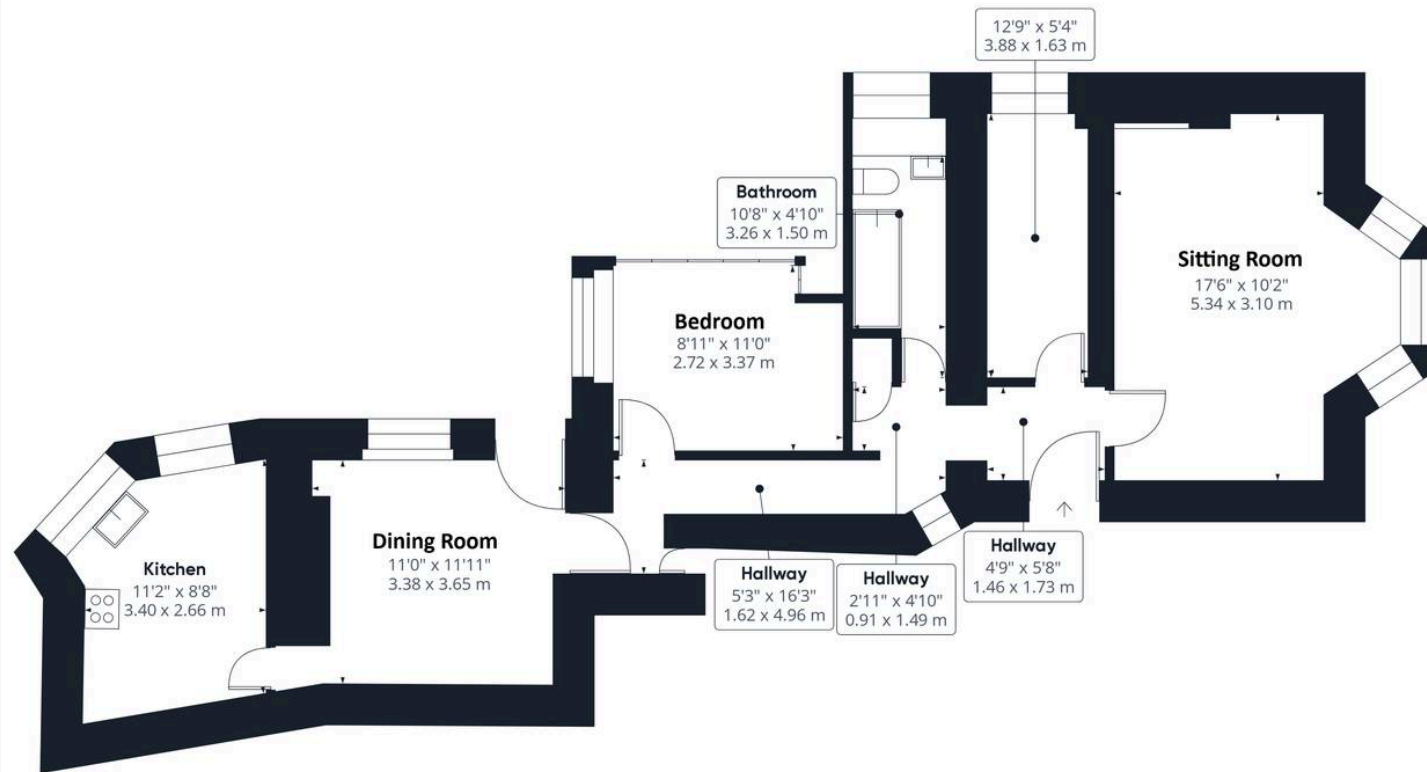 12'9" x 5'4"
3.88 x 1.63 m
Bathroom
10'8" x 4'10"
3.26 x 1.50 m
Sitting Room
17'6" x 10'2"
5.34 x 3.10 m
Bedroom
8'11" x 11'0"
2.72 x 3.37 m
Dining Room
11'0" x 11'11"
3.38 x 3.65 m
Kitchen
11'2" x 8'8"
3.40 x 2.66 m
Hallway
5'3" x 16'3"
1.62 x 4.96 m
Hallway
2'11" x 4'10"
0.91 x 1.49 m
Hallway
4'9" x 5'8"
1.46 x 1.73 m